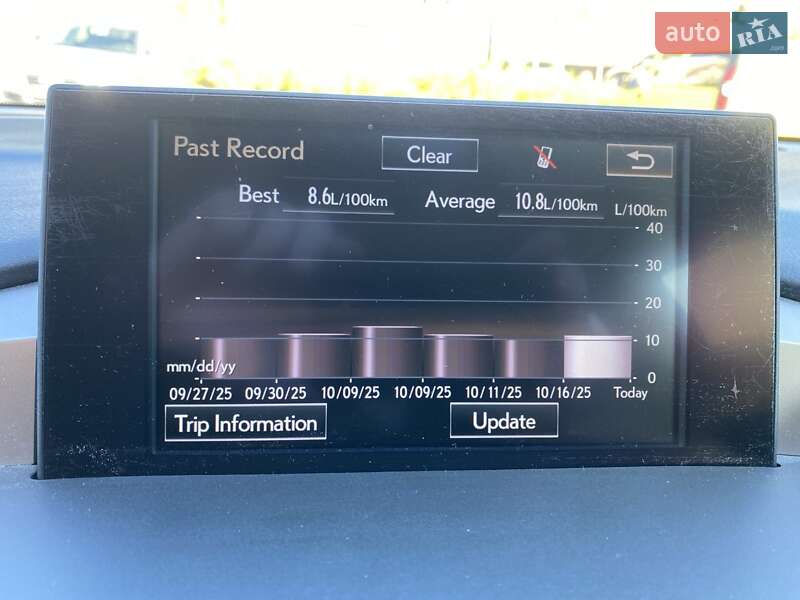 auto RIA
.com
Past Record
Clear
Best 8.6L/100km
Average 10.8L/100km
L/100km
40
30
20
10
0
mm/dd/yy
09/27/25 09/30/25 10/09/25 10/09/25 10/11/25 10/16/25 Today
Trip Information
Update